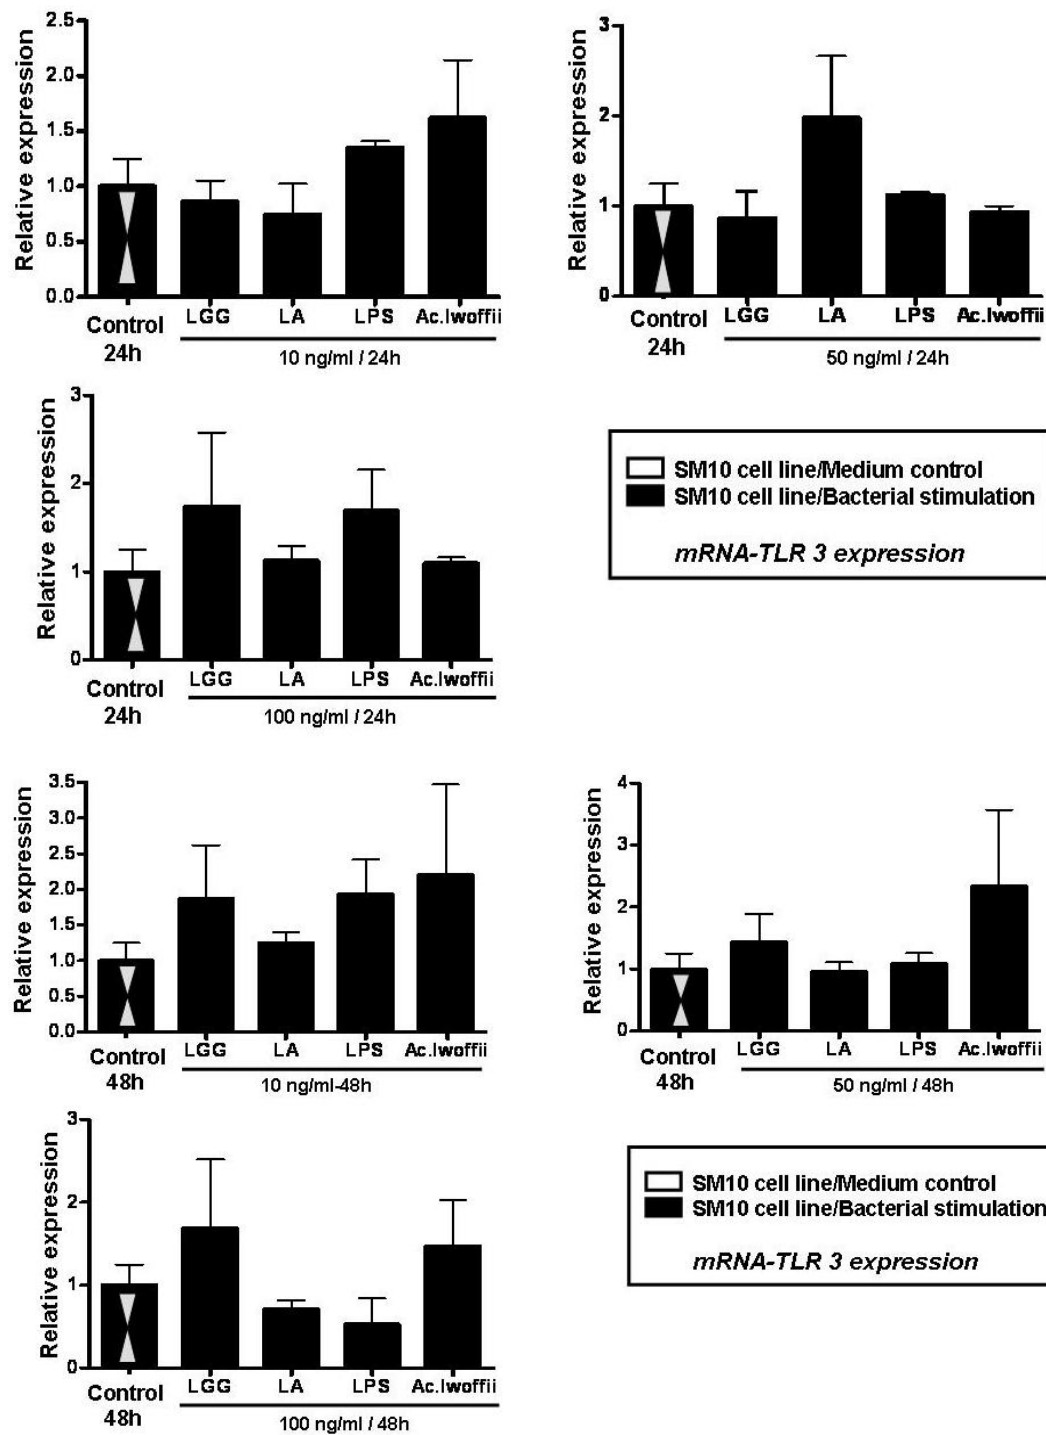 Relative expression
2.5
2.0
1.5
1.0
0.5
0.0
Control
24h
LGG LA LPS Ac.lwoffii
10 ng/ml / 24h
Relative expression
3
2
1
0
Control
24h
LGG LA LPS Ac.lwoffii
50 ng/ml / 24h
Relative expression
3
2
1
0
Control
24h
LGG LA LPS Ac.lwoffii
100 ng/ml / 24h
SM10 cell line/Medium control
SM10 cell line/Bacterial stimulation
mRNA-TLR 3 expression
Relative expression
3.5
3.0
2.5
2.0
1.5
1.0
0.5
0.0
Control
48h
LGG LA LPS Ac.lwoffii
10 ng/ml-48h
Relative expression
4
3
2
1
0
Control
48h
LGG LA LPS Ac.lwoffii
50 ng/ml / 48h
Relative expression
3
2
1
0
Control
48h
LGG LA LPS Ac.lwoffii
100 ng/ml / 48h
SM10 cell line/Medium control
SM10 cell line/Bacterial stimulation
mRNA-TLR 3 expression